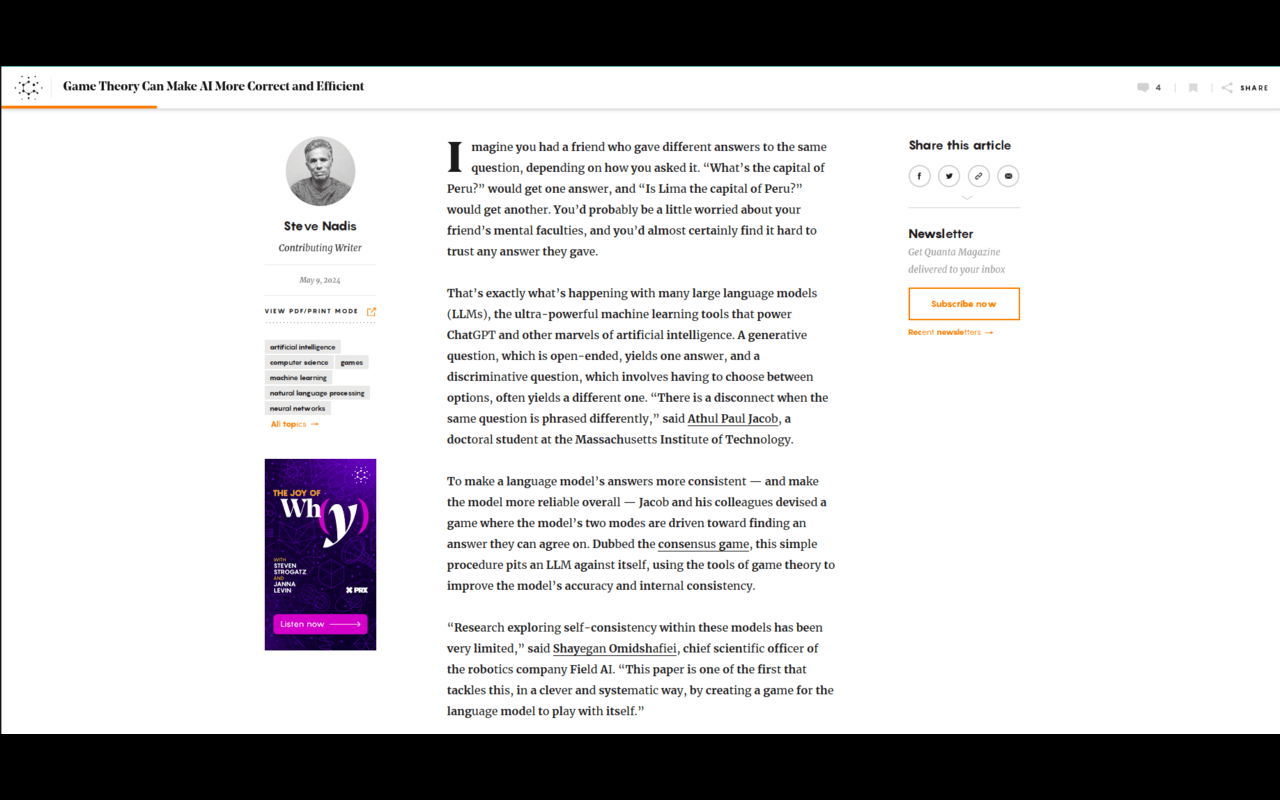 Game Theory Can Make AI More Correct and Efficient
4
SHARE
Steve Nadis
Contributing Writer
May 9, 2024
VIEW PDF/PRINT MODE
artificial intelligence
computer science games
machine learning
natural language processing
neural networks
All topics →
THE JOY OF
Wh(y)
WITH
STEVEN
STROGATZ
AND
JANNA
LEVIN
PRX
Listen now
Imagine you had a friend who gave different answers to the same
question, depending on how you asked it. “What’s the capital of
Peru?” would get one answer, and “Is Lima the capital of Peru?”
would get another. You’d probably be a little worried about your
friend’s mental faculties, and you’d almost certainly find it hard to
trust any answer they gave.
That’s exactly what’s happening with many large language models
(LLMs), the ultra-powerful machine learning tools that power
ChatGPT and other marvels of artificial intelligence. A generative
question, which is open-ended, yields one answer, and a
discriminative question, which involves having to choose between
options, often yields a different one. “There is a disconnect when the
same question is phrased differently,” said Athul Paul Jacob, a
doctoral student at the Massachusetts Institute of Technology.
To make a language model’s answers more consistent — and make
the model more reliable overall — Jacob and his colleagues devised a
game where the model’s two modes are driven toward finding an
answer they can agree on. Dubbed the consensus game, this simple
procedure pits an LLM against itself, using the tools of game theory to
improve the model’s accuracy and internal consistency.
“Research exploring self-consistency within these models has been
very limited,” said Shayegan Omidshafiei, chief scientific officer of
the robotics company Field AI. “This paper is one of the first that
tackles this, in a clever and systematic way, by creating a game for the
language model to play with itself.”
Share this article
Newsletter
Get Quanta Magazine
delivered to your inbox
Subscribe now
Recent newsletters →